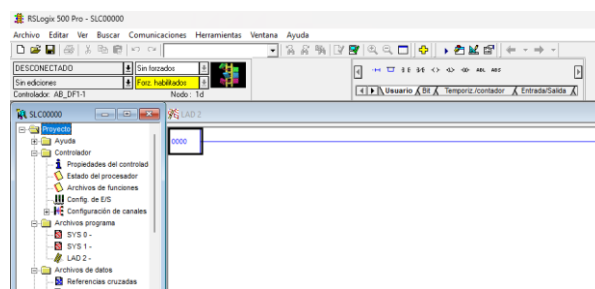 RSLogix 500 Pro - SLC00000
Archivo Editar Ver Buscar Comunicaciones Herramientas Ventana Ayuda
DESCONECTADO Sin forzados
Sin ediciones Forz. habilitados
Controlador: AB_DF1-1 Nodo: 1d
ABL ABS
Usuario Bit Temporiz./contador Entrada/Salida
SLC00000
LAD 2
Proyecto
0000
Ayuda
Controlador
Propiedades del controlad
Estado del procesador
Archivos de funciones
Config. de E/S
Configuración de canales
Archivos programa
SYS 0 -
SYS 1 -
LAD 2 -
Archivos de datos
Referencias cruzadas